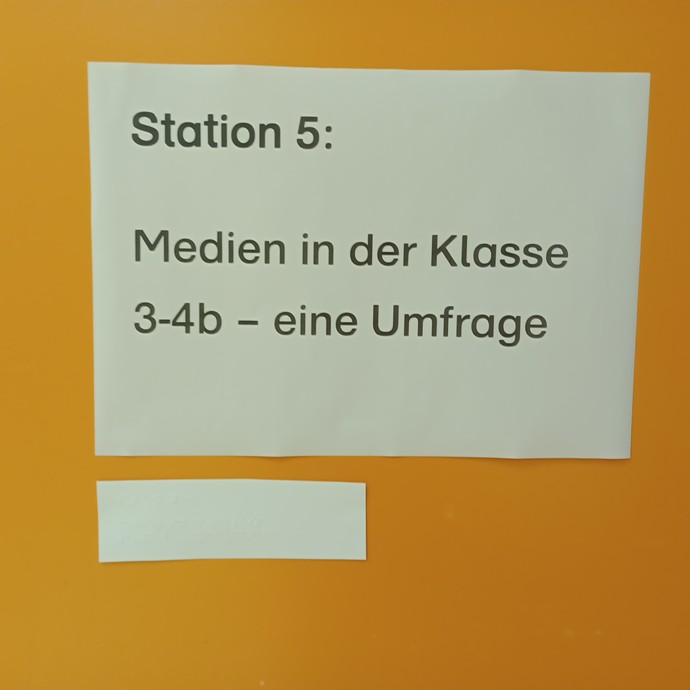 Station 5:
Medien in der Klasse
3-4b – eine Umfrage